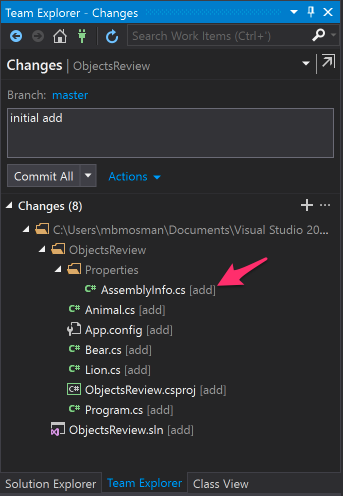 Team Explorer - Changes
Search Work Items (Ctrl+')
Changes | ObjectsReview
Branch: master
initial add
Commit All Actions
Changes (8)
C:\Users\mbmosman\Documents\Visual Studio 20...
ObjectsReview
Properties
C# AssemblyInfo.cs [add]
C# Animal.cs [add]
App.config [add]
C# Bear.cs [add]
C# Lion.cs [add]
C# ObjectsReview.csproj [add]
C# Program.cs [add]
ObjectsReview.sln [add]
Solution Explorer Team Explorer Class View